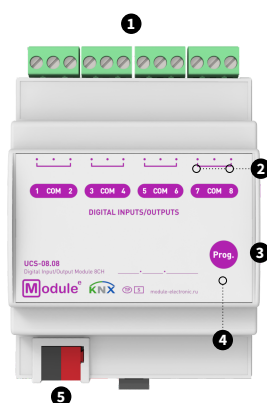 1
2
1 COM 2
3 COM 4
5 COM 6
7 COM 8
DIGITAL INPUTS/OUTPUTS
Prog.
3
UCS-08.08
Digital Input/Output Module 8CH
Module e
KNX
module-electronic.ru
4
5